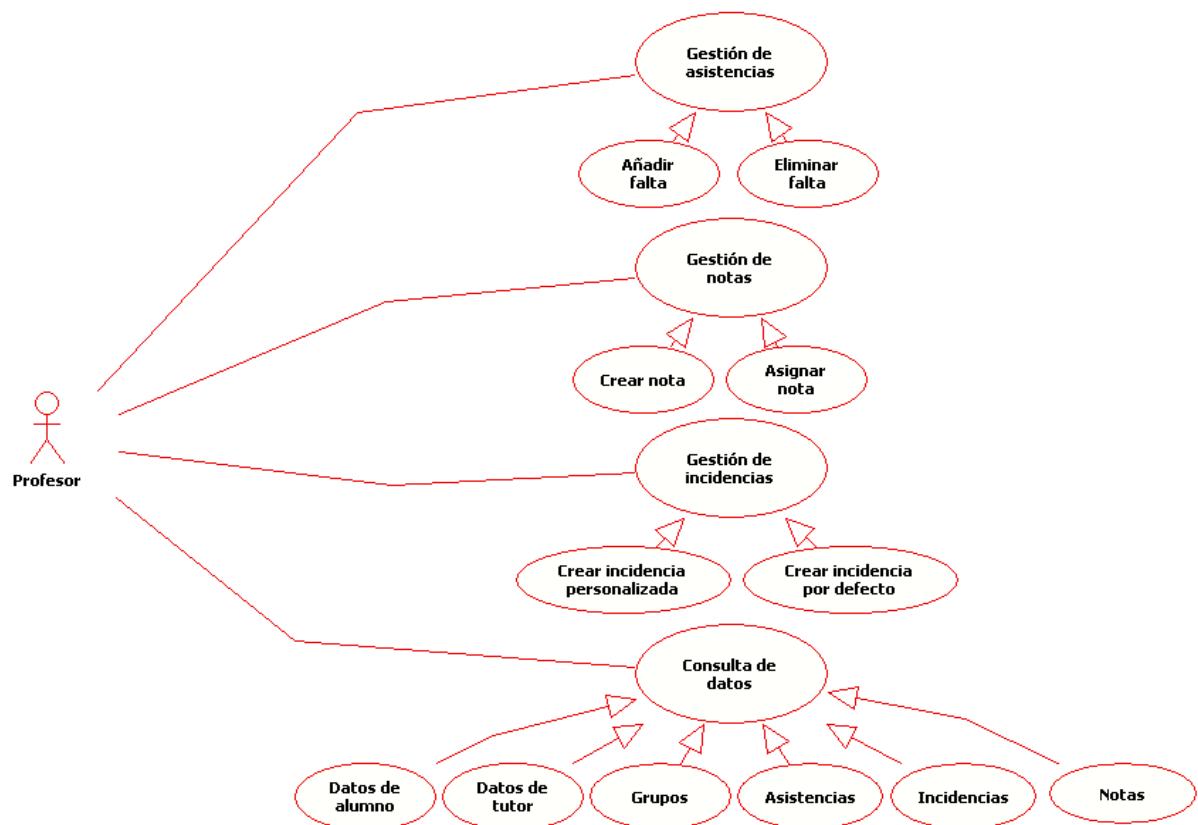 Gestión de
asistencias
Añadir
falta
Eliminar
falta
Gestión de
notas
Crear nota
Asignar
nota
Profesor
Gestión de
incidencias
Crear incidencia
personalizada
Crear incidencia
por defecto
Consulta de
datos
Datos de
alumno
Datos de
tutor
Grupos
Asistencias
Incidencias
Notas